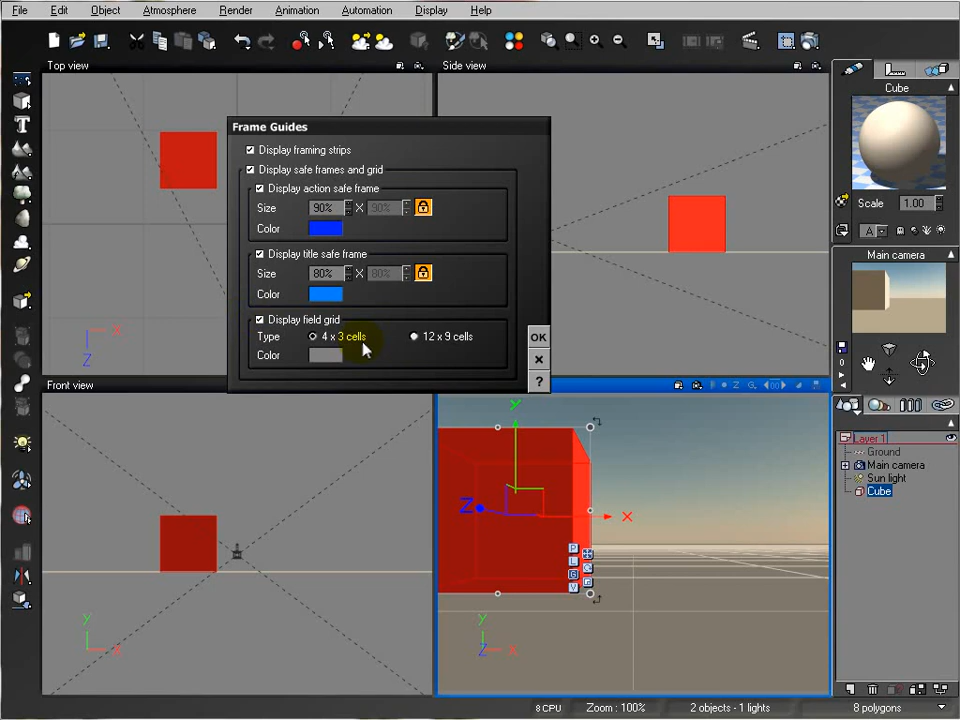 File Edit Object Atmosphere Render Animation Automation Display Help
Top view
Side view
Cube
Frame Guides
Display framing strips
Display safe frames and grid
Display action safe frame
Size 90% X 90%
Color
Display title safe frame
Size 80% X 80%
Color
Display field grid
Type 4 x 3 cells 12 x 9 cells
Color
OK
?
Scale 1.00
A
Main camera
0
X
Z
Front view
Y
Z
X
P
L
G
V
Y
X
Y
Z X
Layer 1
Ground
Main camera
Sun light
Cube
8 CPU Zoom : 100% 2 objects - 1 lights 8 polygons